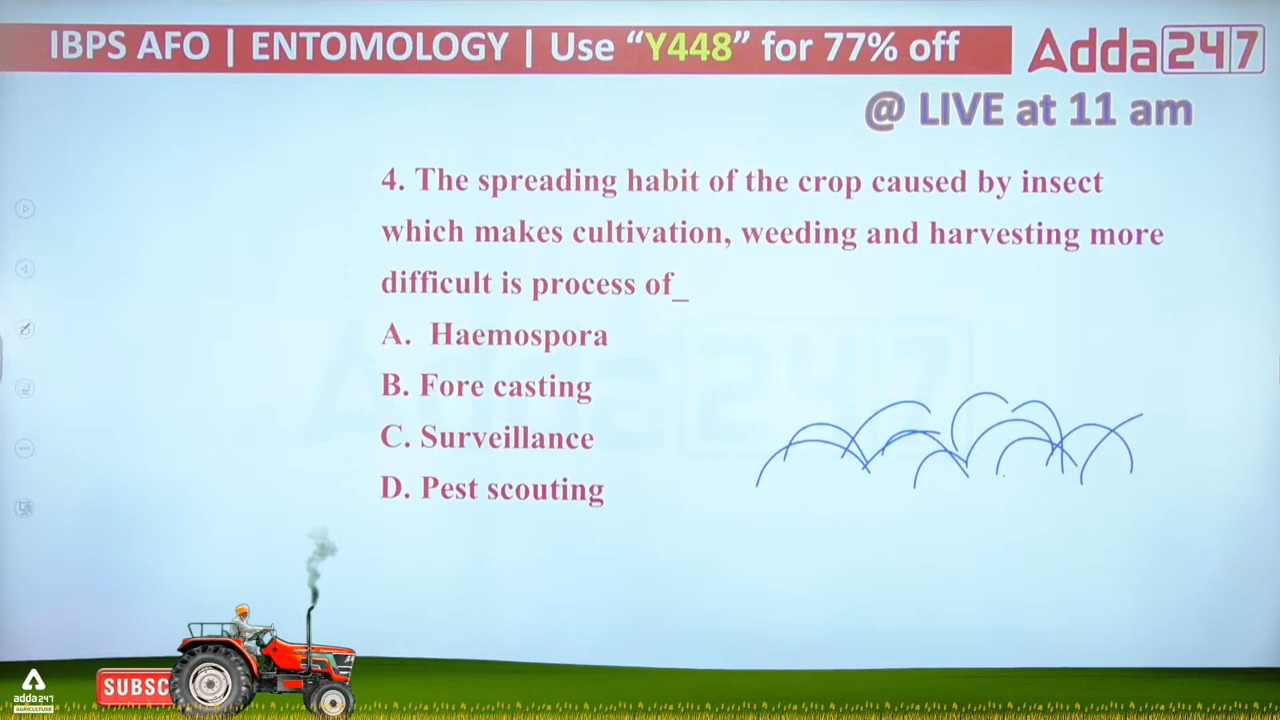 IBPS AFO | ENTOMOLOGY | Use “Y448” for 77% off
Adda247
@ LIVE at 11 am
4. The spreading habit of the crop caused by insect
which makes cultivation, weeding and harvesting more
difficult is process of_
A. Haemospora
B. Fore casting
C. Surveillance
D. Pest scouting
Adda247
SUBSC
adda247
AGRICULTURE